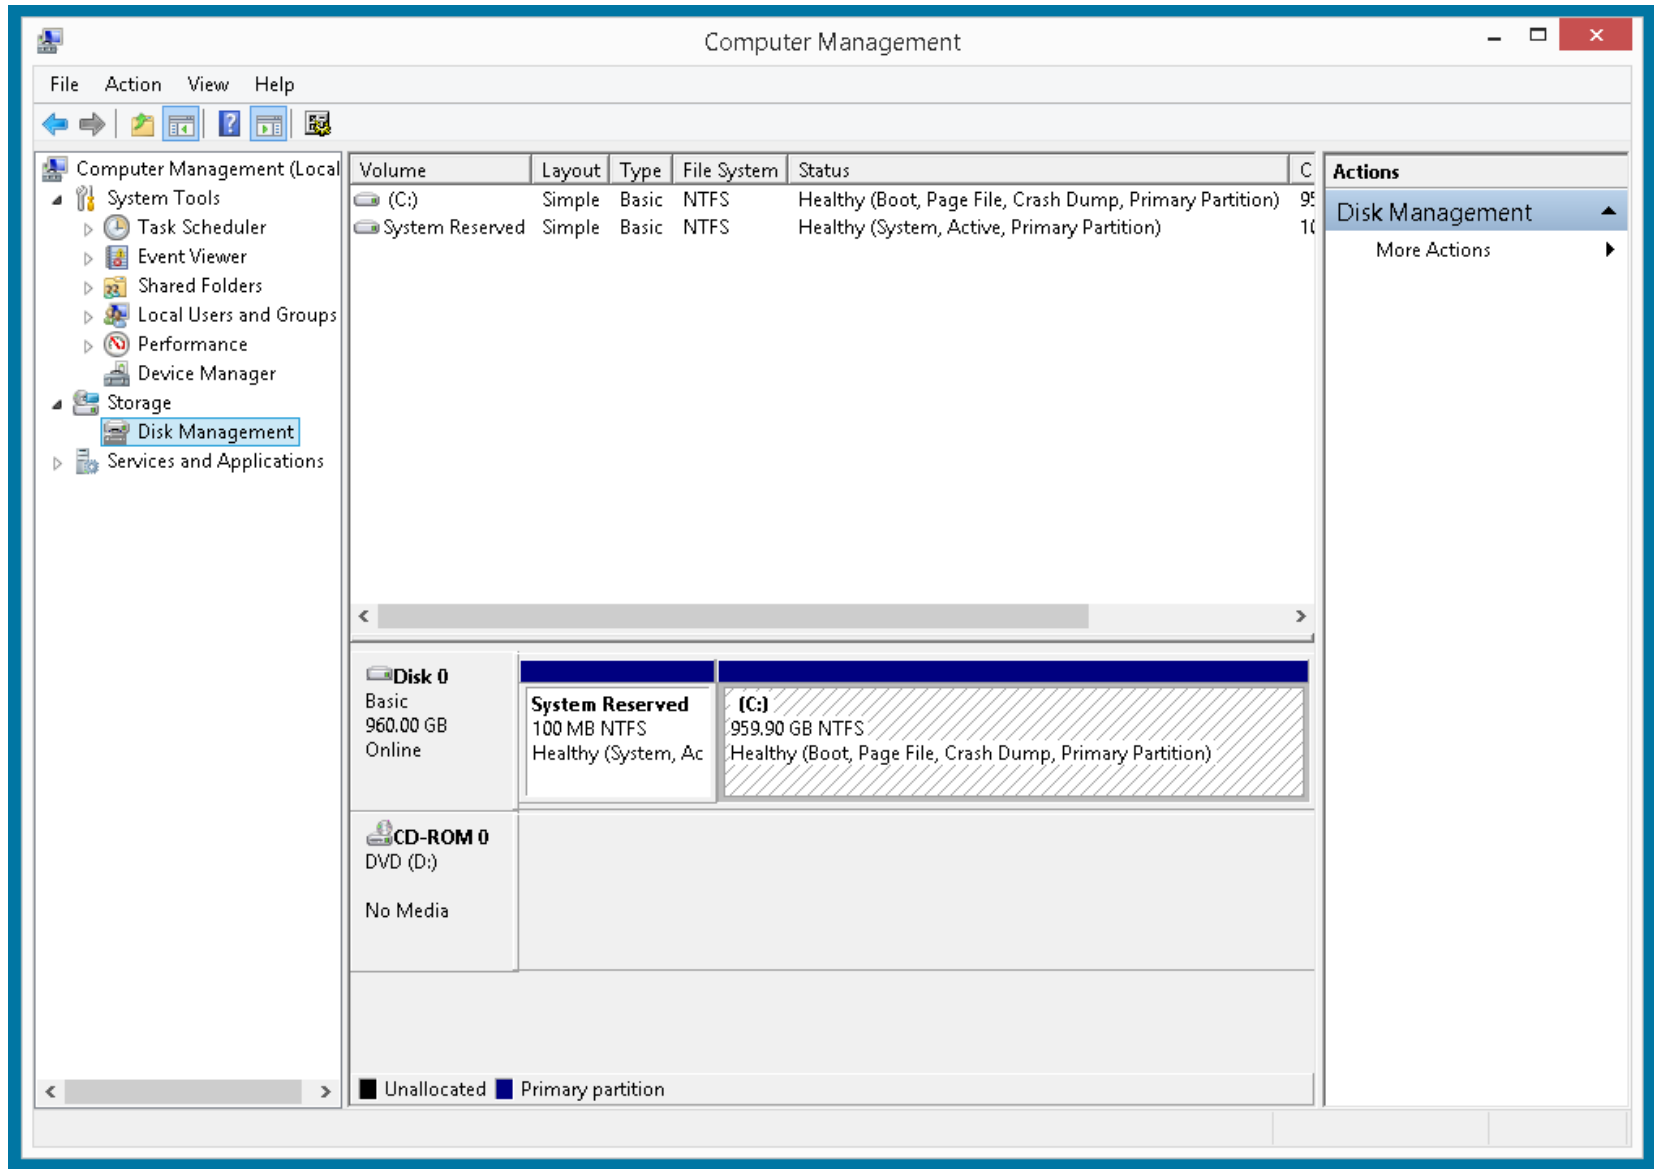 Computer Management
File Action View Help
Computer Management (Local
System Tools
Task Scheduler
Event Viewer
Shared Folders
Local Users and Groups
Performance
Device Manager
Storage
Disk Management
Services and Applications
Volume Layout Type File System Status C
(C:) Simple Basic NTFS Healthy (Boot, Page File, Crash Dump, Primary Partition) 95
System Reserved Simple Basic NTFS Healthy (System, Active, Primary Partition) 10
Disk 0
Basic
960.00 GB
Online
System Reserved
100 MB NTFS
Healthy (System, Ac
(C:)
959.90 GB NTFS
Healthy (Boot, Page File, Crash Dump, Primary Partition)
CD-ROM 0
DVD (D:)
No Media
Unallocated Primary partition
Actions
Disk Management
More Actions